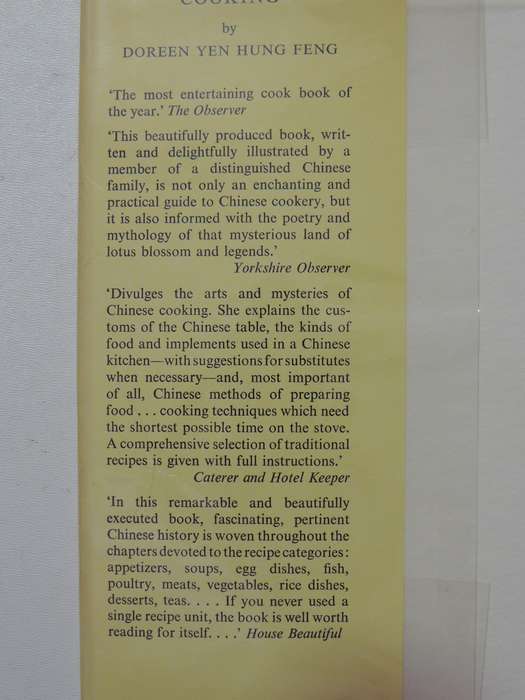 COOKING
by
DOREEN YEN HUNG FENG
‘The most entertaining cook book of
the year.’ The Observer
‘This beautifully produced book, writ-
ten and delightfully illustrated by a
member of a distinguished Chinese
family, is not only an enchanting and
practical guide to Chinese cookery, but
it is also informed with the poetry and
mythology of that mysterious land of
lotus blossom and legends.’
Yorkshire Observer
‘Divulges the arts and mysteries of
Chinese cooking. She explains the cus-
toms of the Chinese table, the kinds of
food and implements used in a Chinese
kitchen—with suggestions for substitutes
when necessary—and, most important
of all, Chinese methods of preparing
food . . . cooking techniques which need
the shortest possible time on the stove.
A comprehensive selection of traditional
recipes is given with full instructions.’
Caterer and Hotel Keeper
‘In this remarkable and beautifully
executed book, fascinating, pertinent
Chinese history is woven throughout the
chapters devoted to the recipe categories:
appetizers, soups, egg dishes, fish,
poultry, meats, vegetables, rice dishes,
desserts, teas. . . . If you never used a
single recipe unit, the book is well worth
reading for itself. . . .’ House Beautiful